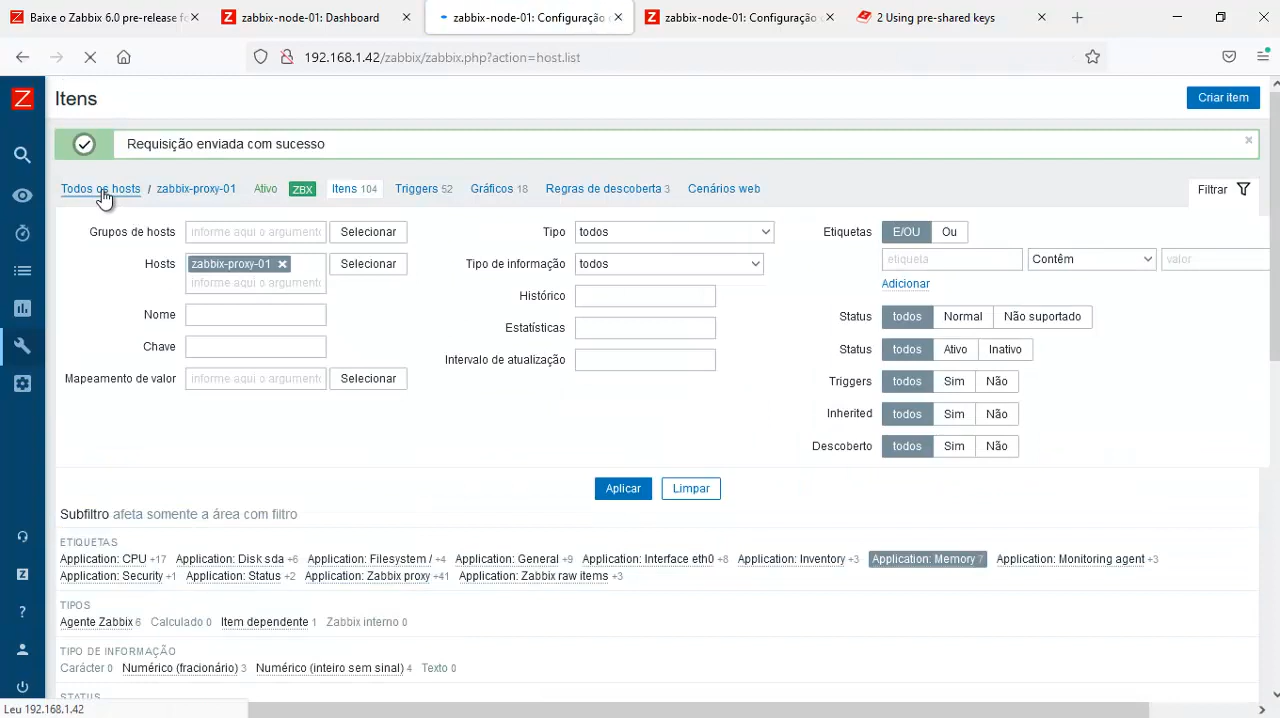 Baixe o Zabbix 6.0 pre-release f
zabbix-node-01: Dashboard
zabbix-node-01: Configuração
zabbix-node-01: Configuração
2 Using pre-shared keys
192.168.1.42/zabbix/zabbix.php?action=host.list
Z
Itens
Criar item
Requisição enviada com sucesso
Todos os hosts / zabbix-proxy-01 Ativo ZBX Itens 104 Triggers 52 Gráficos 18 Regras de descoberta 3 Cenários web
Filtrar
Grupos de hosts informe aqui o argumento Selecionar
Tipo todos
Etiquetas E/OU Ou
Hosts zabbix-proxy-01 Selecionar
informe aqui o argumento
Tipo de informação todos
etiqueta Contêm valor
Adicionar
Histórico
Nome
Status todos Normal Não suportado
Estatísticas
Chave
Status todos Ativo Inativo
Intervalo de atualização
Mapeamento de valor informe aqui o argumento Selecionar
Triggers todos Sim Não
Inherited todos Sim Não
Descoberto todos Sim Não
Aplicar Limpar
Subfiltro afeta somente a área com filtro
ETIQUETAS
Application: CPU +17 Application: Disk sda +6 Application: Filesystem / +4 Application: General +9 Application: Interface eth0 +8 Application: Inventory +3 Application: Memory 7 Application: Monitoring agent +3
Application: Security +1 Application: Status +2 Application: Zabbix proxy +41 Application: Zabbix raw items +3
TIPOS
Agente Zabbix 6 Calculado 0 Item dependente 1 Zabbix interno 0
TIPO DE INFORMAÇÃO
Carácter 0 Numérico (fracionário) 3 Numérico (inteiro sem sinal) 4 Texto 0
STATUS
Leu 192.168.1.42